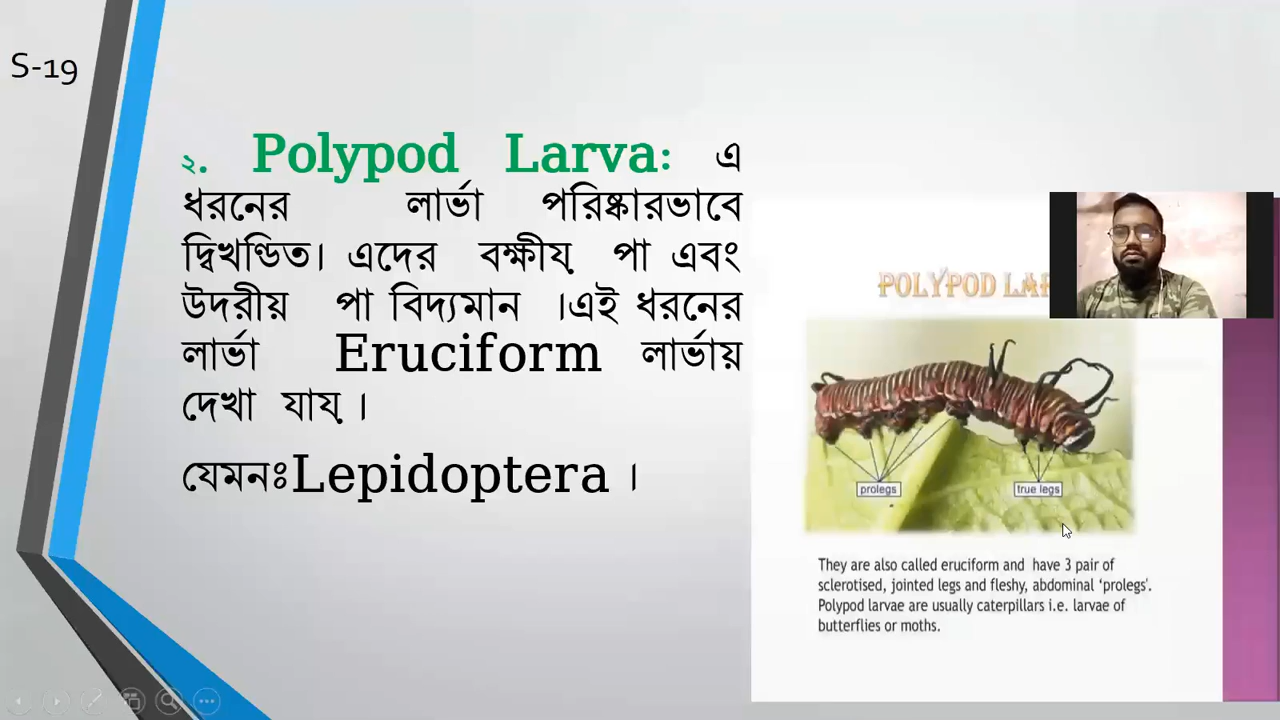 S-19
২. Polypod Larva: এ
ধরনের লার্ভা পরিষ্কারভাবে
দ্বিখণ্ডিত। এদের বক্ষীয় পা এবং
উদরীয় পা বিদ্যমান ।এই ধরনের
লার্ভা Eruciform লার্ভায়
দেখা যায় ।
যেমনঃLepidoptera ।
POLYPOD
prolegs
true legs
They are also called eruciform and have 3 pair of
sclerotised, jointed legs and fleshy, abdominal ‘prolegs'.
Polypod larvae are usually caterpillars i.e. larvae of
butterflies or moths.